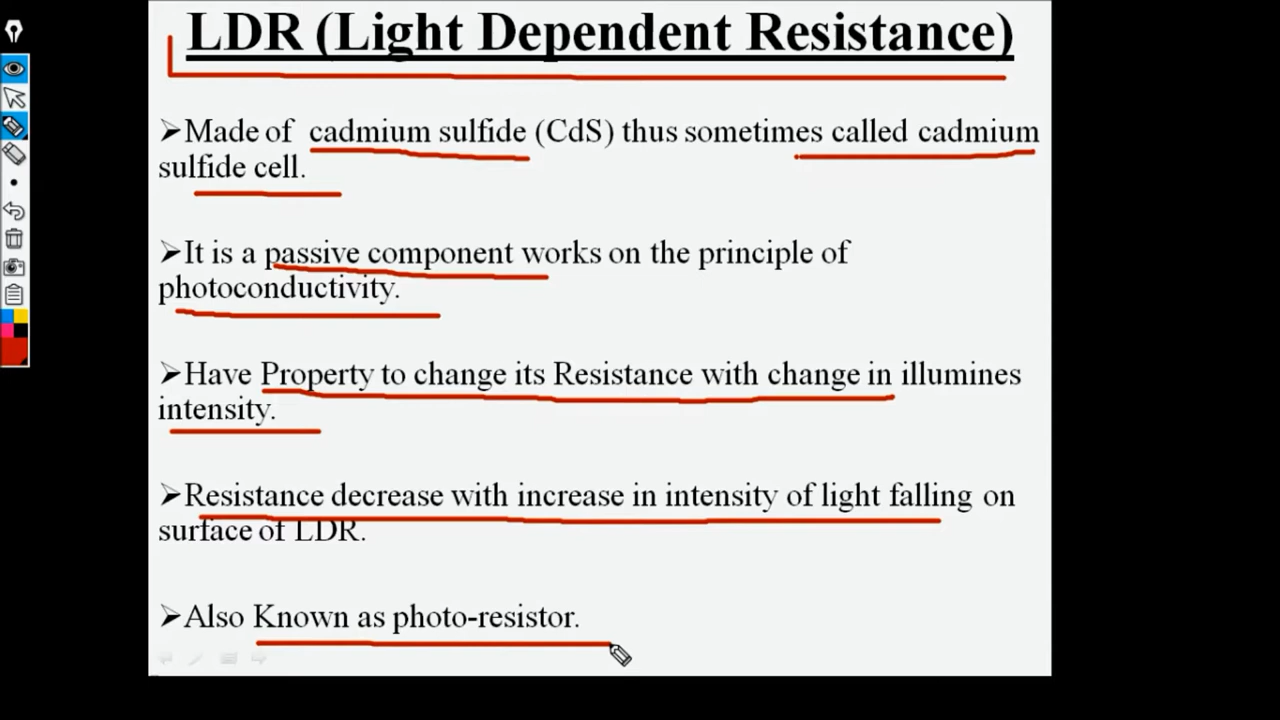 LDR (Light Dependent Resistance)
➢Made of cadmium sulfide (CdS) thus sometimes called cadmium
sulfide cell.
➢It is a passive component works on the principle of
photoconductivity.
➢Have Property to change its Resistance with change in illumines
intensity.
➢Resistance decrease with increase in intensity of light falling on
surface of LDR.
➢Also Known as photo-resistor.